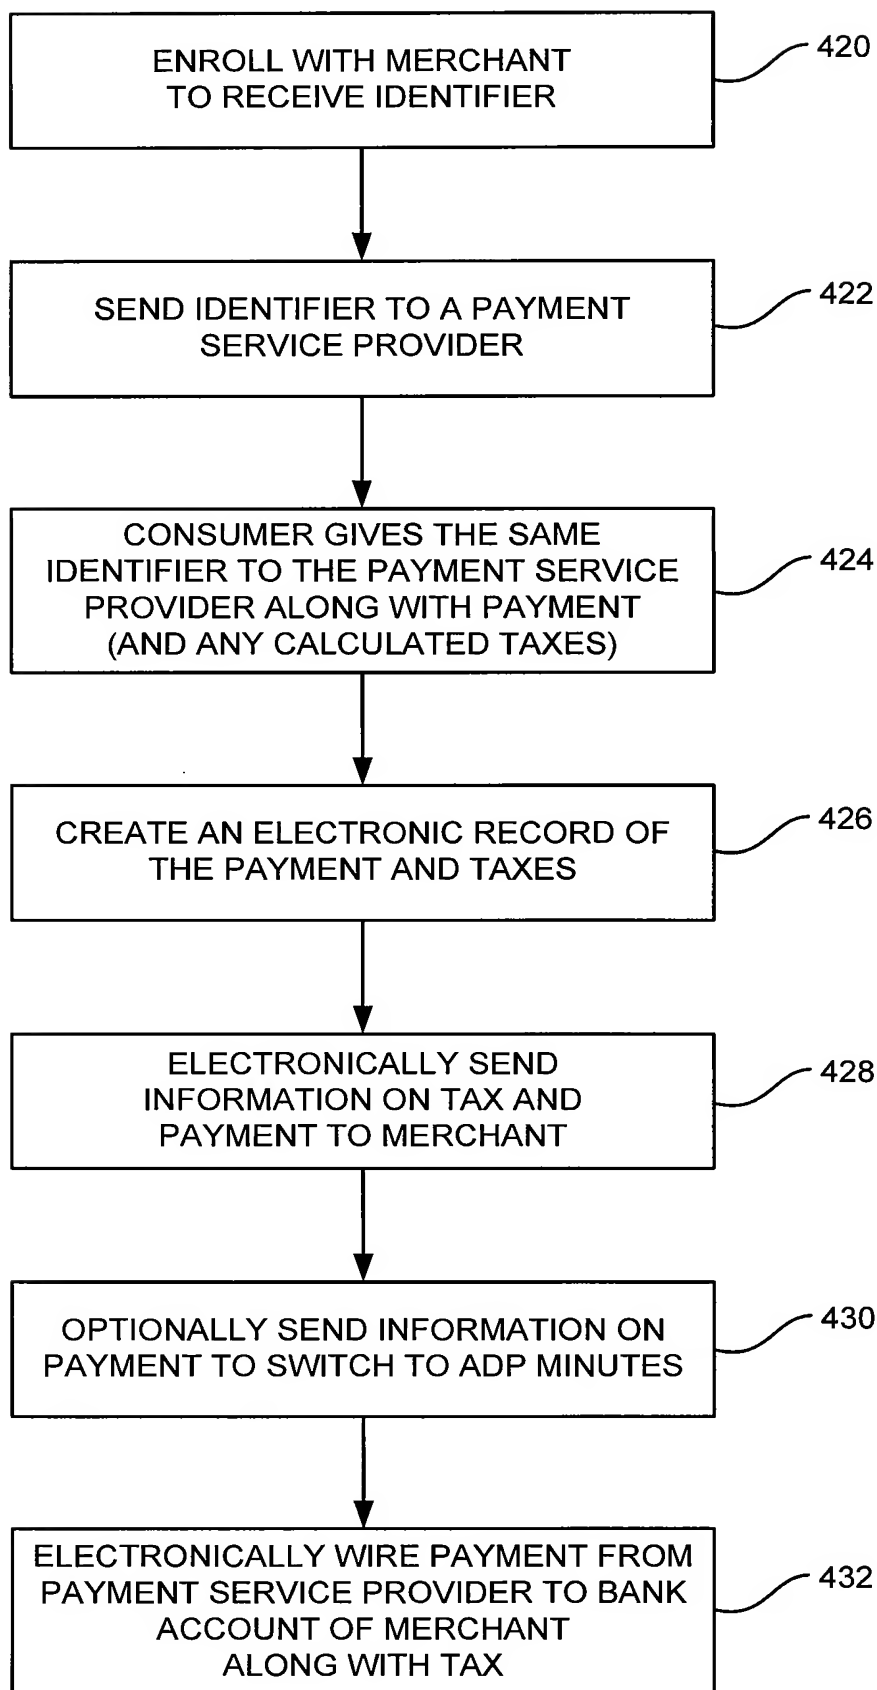 ENROLL WITH MERCHANT
TO RECEIVE IDENTIFIER
420
SEND IDENTIFIER TO A PAYMENT
SERVICE PROVIDER
422
CONSUMER GIVES THE SAME
IDENTIFIER TO THE PAYMENT SERVICE
PROVIDER ALONG WITH PAYMENT
(AND ANY CALCULATED TAXES)
424
CREATE AN ELECTRONIC RECORD OF
THE PAYMENT AND TAXES
426
ELECTRONICALLY SEND
INFORMATION ON TAX AND
PAYMENT TO MERCHANT
428
OPTIONALLY SEND INFORMATION ON
PAYMENT TO SWITCH TO ADP MINUTES
430
ELECTRONICALLY WIRE PAYMENT FROM
PAYMENT SERVICE PROVIDER TO BANK
ACCOUNT OF MERCHANT
ALONG WITH TAX
432